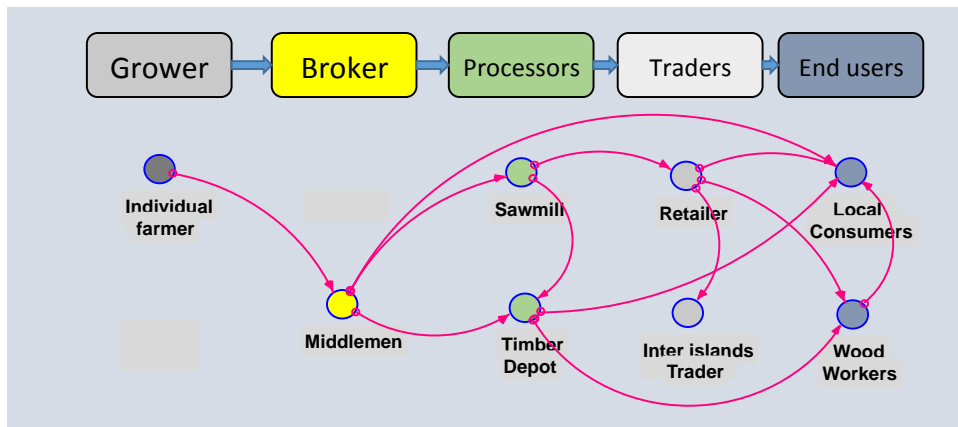 Grower
Broker
Processors
Traders
End users
Individual
farmer
Sawmill
Retailer
Local
Consumers
Middlemen
Timber
Depot
Inter islands
Trader
Wood
Workers